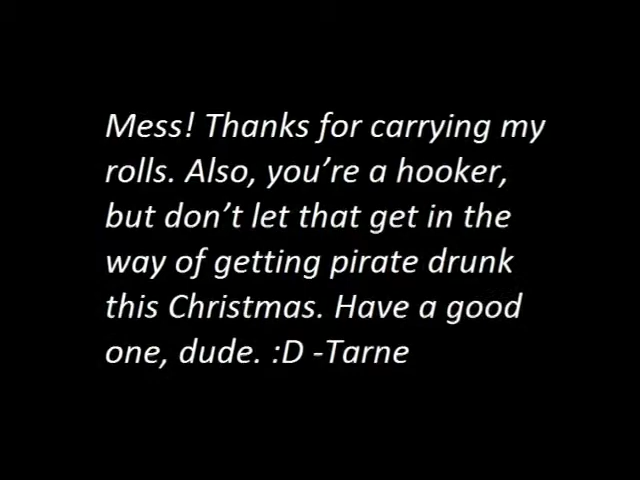 Mess! Thanks for carrying my
rolls. Also, you’re a hooker,
but don’t let that get in the
way of getting pirate drunk
this Christmas. Have a good
one, dude. :D -Tarne